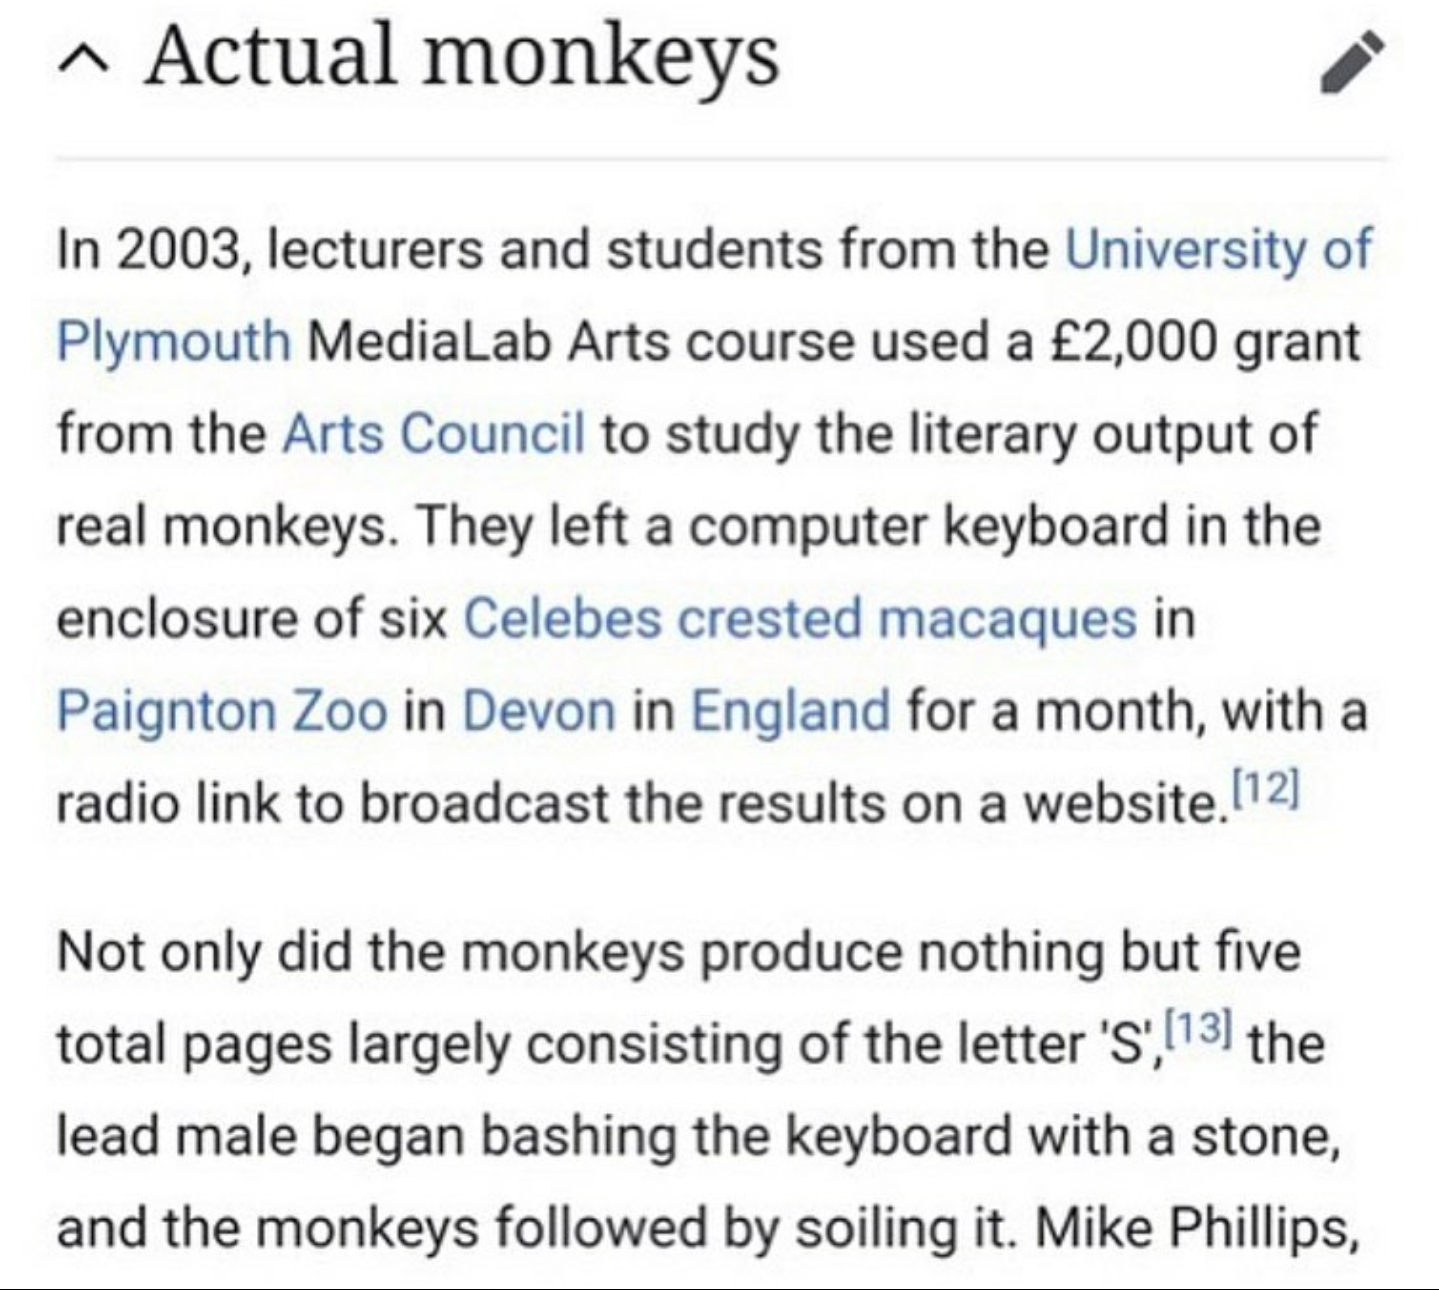 Actual monkeys
In 2003, lecturers and students from the University of
Plymouth MediaLab Arts course used a £2,000 grant
from the Arts Council to study the literary output of
real monkeys. They left a computer keyboard in the
enclosure of six Celebes crested macaques in
Paignton Zoo in Devon in England for a month, with a
radio link to broadcast the results on a website.[12]
Not only did the monkeys produce nothing but five
total pages largely consisting of the letter 'S',[13] the
lead male began bashing the keyboard with a stone,
and the monkeys followed by soiling it. Mike Phillips,